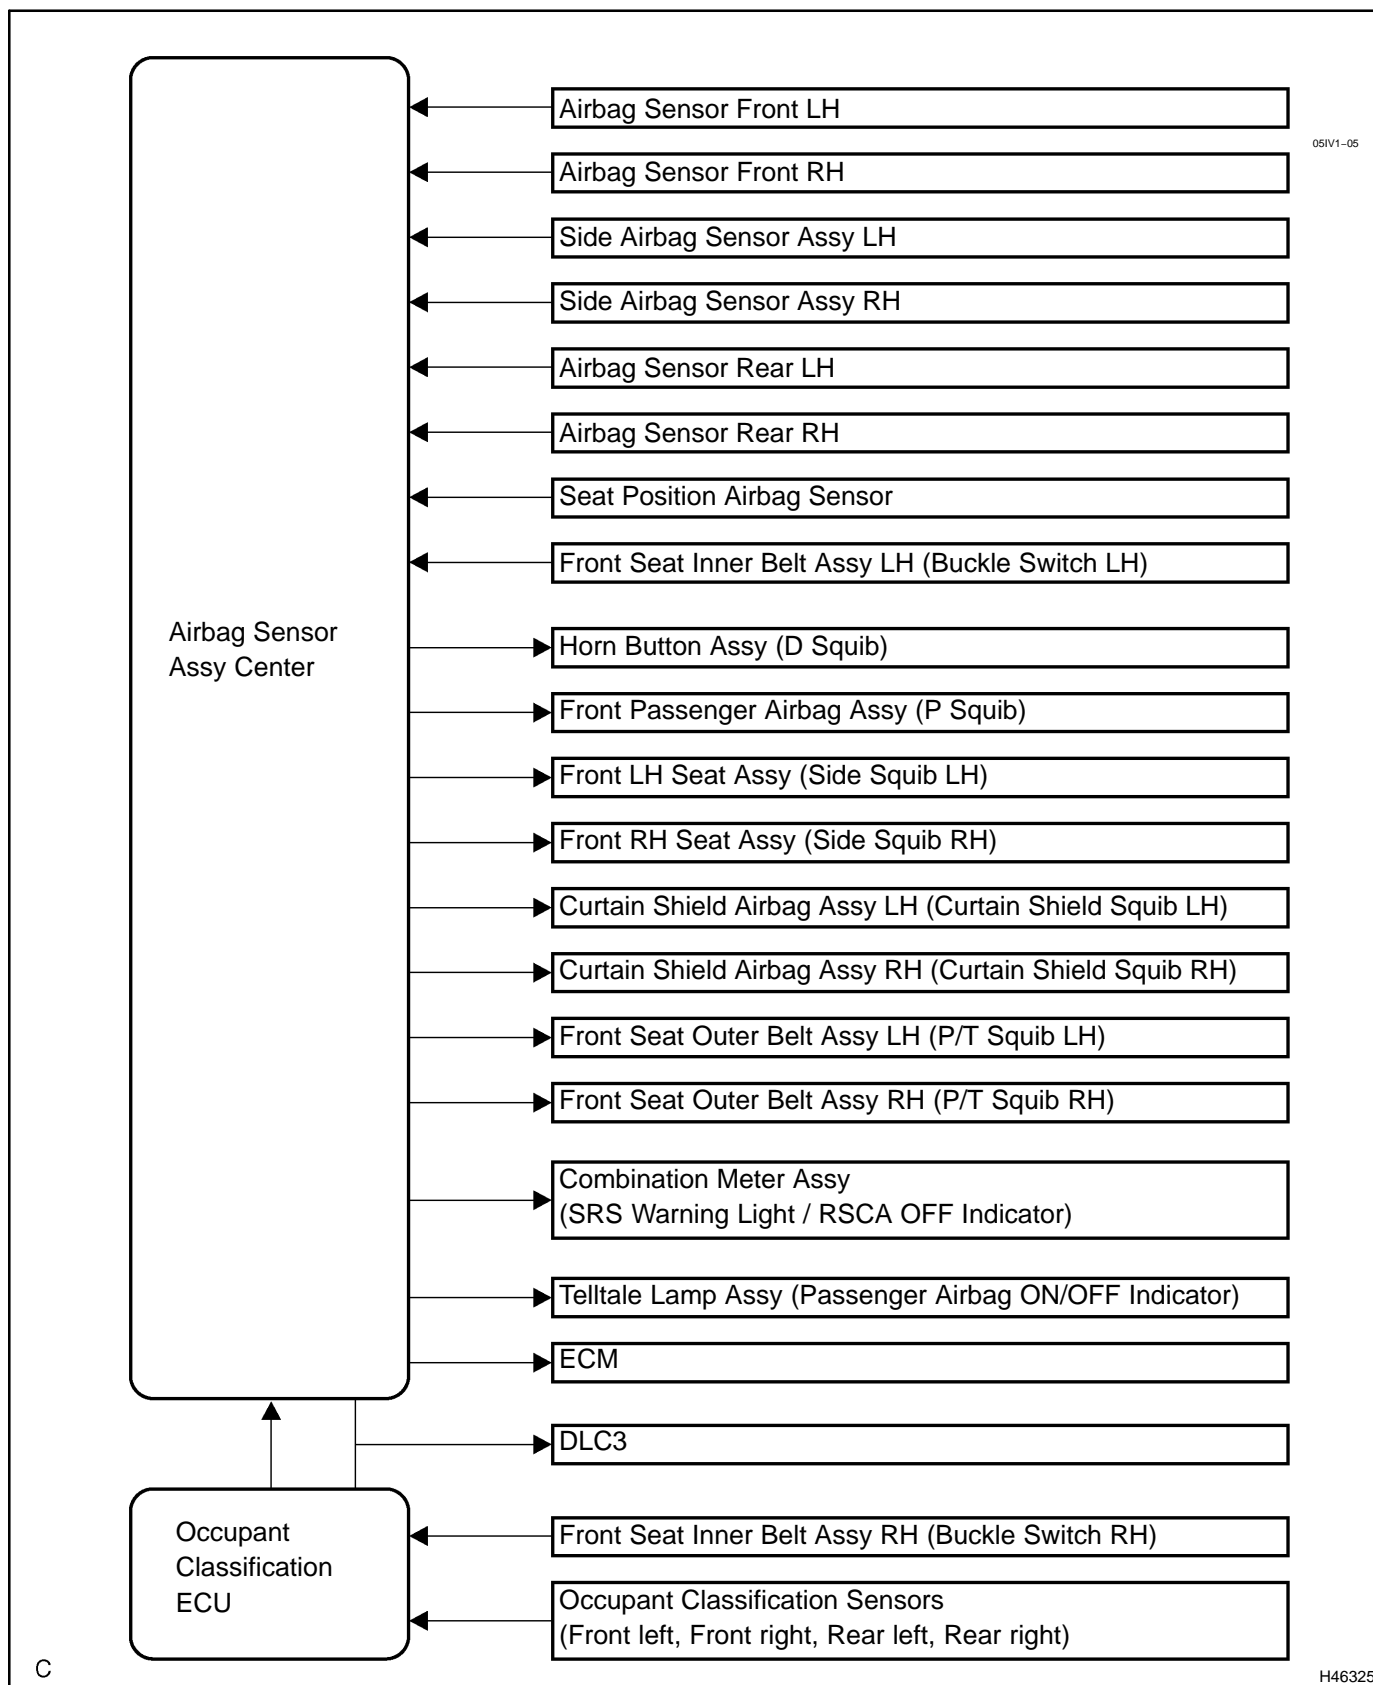 Airbag Sensor Front LH
05IV1−05
Airbag Sensor Front RH
Side Airbag Sensor Assy LH
Side Airbag Sensor Assy RH
Airbag Sensor Rear LH
Airbag Sensor Rear RH
Seat Position Airbag Sensor
Front Seat Inner Belt Assy LH (Buckle Switch LH)
Airbag Sensor
Assy Center
Horn Button Assy (D Squib)
Front Passenger Airbag Assy (P Squib)
Front LH Seat Assy (Side Squib LH)
Front RH Seat Assy (Side Squib RH)
Curtain Shield Airbag Assy LH (Curtain Shield Squib LH)
Curtain Shield Airbag Assy RH (Curtain Shield Squib RH)
Front Seat Outer Belt Assy LH (P/T Squib LH)
Front Seat Outer Belt Assy RH (P/T Squib RH)
Combination Meter Assy
(SRS Warning Light / RSCA OFF Indicator)
Telltale Lamp Assy (Passenger Airbag ON/OFF Indicator)
ECM
DLC3
Occupant
Classification
ECU
Front Seat Inner Belt Assy RH (Buckle Switch RH)
Occupant Classification Sensors
(Front left, Front right, Rear left, Rear right)
C
H46325